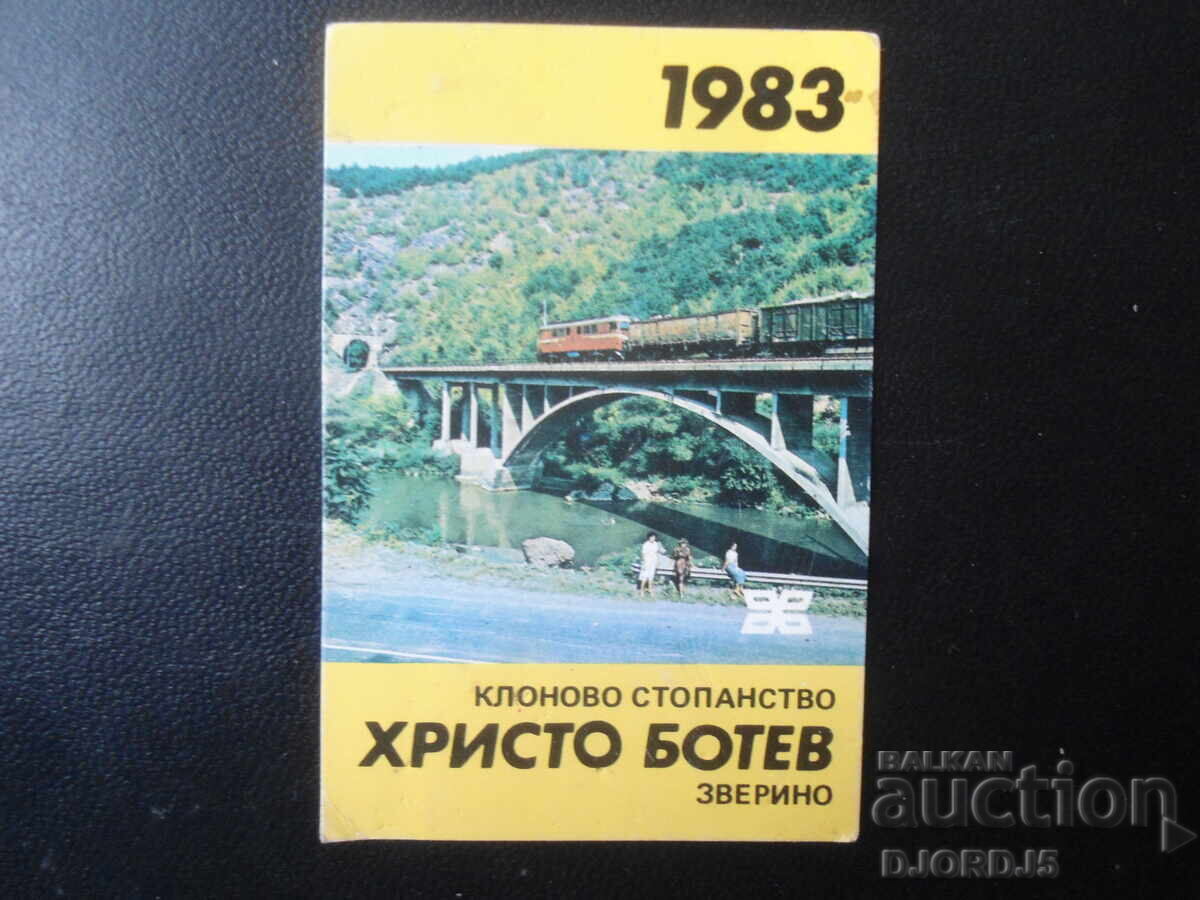 1983
КЛОНОВО СТОПАНСТВО
ХРИСТО БОТЕВ
ЗВЕРИНО
BALKAN
auction
DJORDJ5